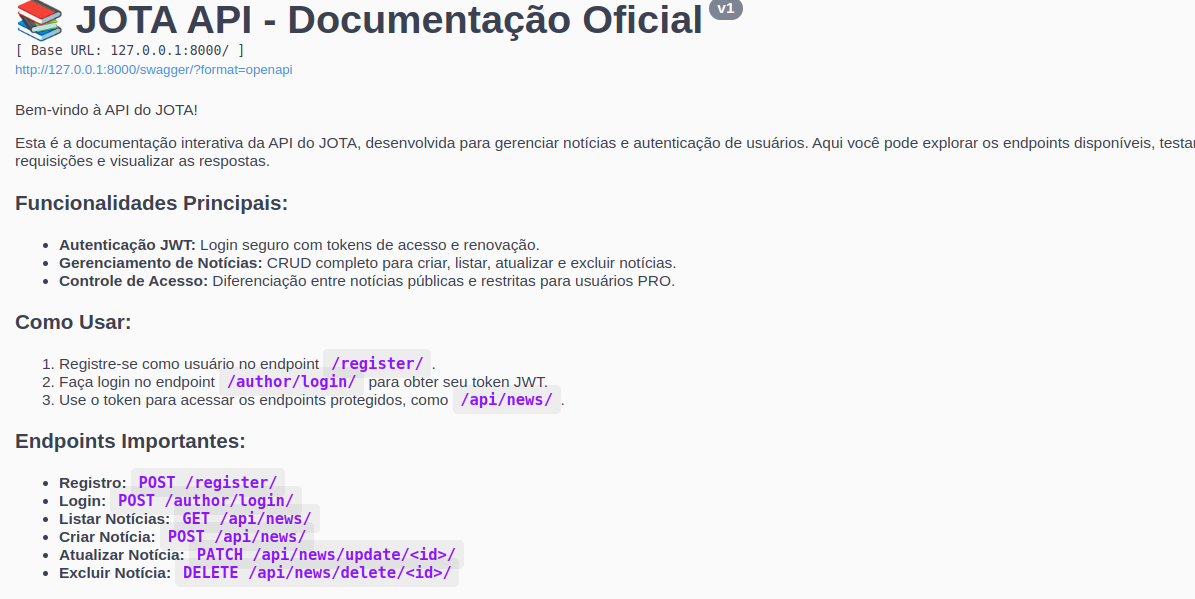 📚 JOTA API - Documentação Oficial v1
[ Base URL: 127.0.0.1:8000/ ]
http://127.0.0.1:8000/swagger/?format=openapi
Bem-vindo à API do JOTA!
Esta é a documentação interativa da API do JOTA, desenvolvida para gerenciar notícias e autenticação de usuários. Aqui você pode explorar os endpoints disponíveis, testar
requisições e visualizar as respostas.
Funcionalidades Principais:
• Autenticação JWT: Login seguro com tokens de acesso e renovação.
• Gerenciamento de Notícias: CRUD completo para criar, listar, atualizar e excluir notícias.
• Controle de Acesso: Diferenciação entre notícias públicas e restritas para usuários PRO.
Como Usar:
1. Registre-se como usuário no endpoint /register/ .
2. Faça login no endpoint /author/login/ para obter seu token JWT.
3. Use o token para acessar os endpoints protegidos, como /api/news/ .
Endpoints Importantes:
• Registro: POST /register/
• Login: POST /author/login/
• Listar Notícias: GET /api/news/
• Criar Notícia: POST /api/news/
• Atualizar Notícia: PATCH /api/news/update/<id>/
• Excluir Notícia: DELETE /api/news/delete/<id>/